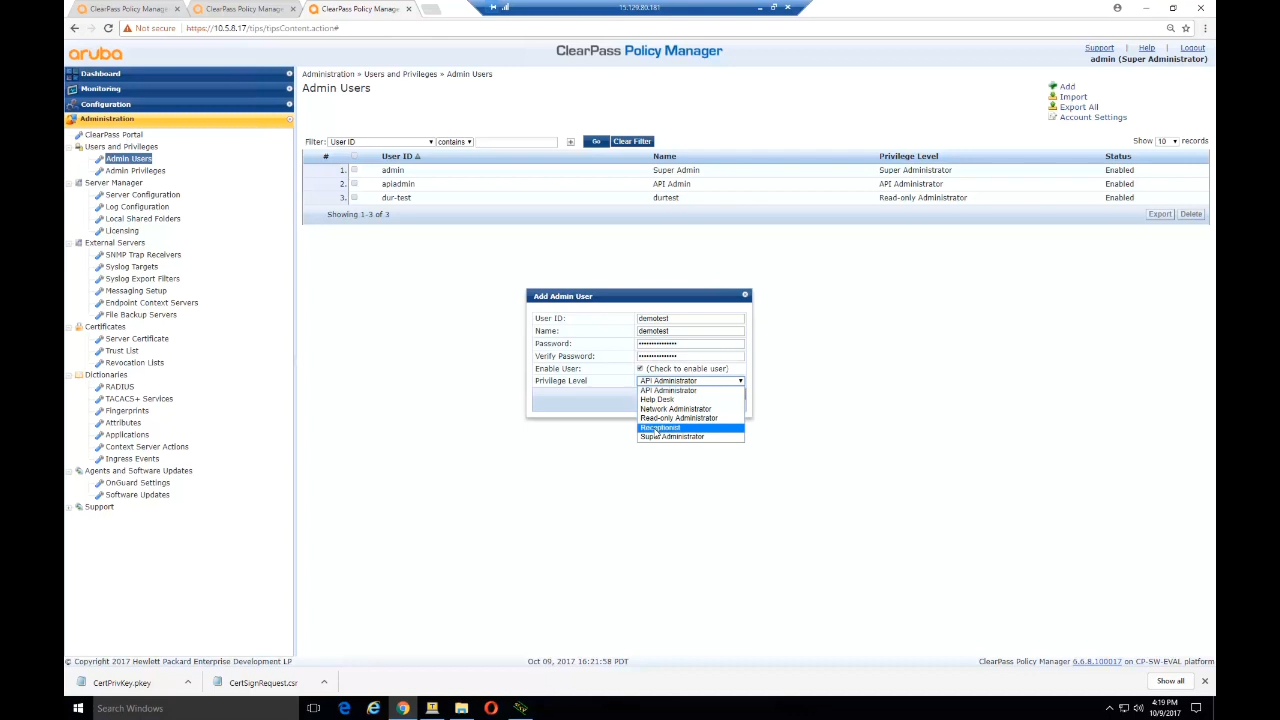 ClearPass Policy Manage ×
ClearPass Policy Manage ×
ClearPass Policy Manage ×
15.129.80.181
Not secure | https://10.5.8.17/tips/tipsContent.action#
aruba
ClearPass Policy Manager
Support | Help | Logout
admin (Super Administrator)
Dashboard
Monitoring
Configuration
Administration
ClearPass Portal
Users and Privileges
Admin Users
Admin Privileges
Server Manager
Server Configuration
Log Configuration
Local Shared Folders
Licensing
External Servers
SNMP Trap Receivers
Syslog Targets
Syslog Export Filters
Messaging Setup
Endpoint Context Servers
File Backup Servers
Certificates
Server Certificate
Trust List
Revocation Lists
Dictionaries
RADIUS
TACACS+ Services
Fingerprints
Attributes
Applications
Context Server Actions
Ingress Events
Agents and Software Updates
OnGuard Settings
Software Updates
Support
Administration » Users and Privileges » Admin Users
Admin Users
Add
Import
Export All
Account Settings
Filter: User ID contains Go Clear Filter Show 10 records
# User ID Name Privilege Level Status
1. admin Super Admin Super Administrator Enabled
2. apiadmin API Admin API Administrator Enabled
3. dur-test durtest Read-only Administrator Enabled
Showing 1-3 of 3 Export Delete
Add Admin User
User ID: demotest
Name: demotest
Password: •••••••••••••••
Verify Password: •••••••••••••••
Enable User: (Check to enable user)
Privilege Level API Administrator
API Administrator
Help Desk
Network Administrator
Read-only Administrator
Receptionist
Super Administrator
© Copyright 2017 Hewlett Packard Enterprise Development LP Oct 09, 2017 16:21:58 PDT ClearPass Policy Manager 6.6.8.100017 on CP-SW-EVAL platform
CertPrivKey.pkey CertSignRequest.csr Show all
Search Windows
4:19 PM
10/9/2017